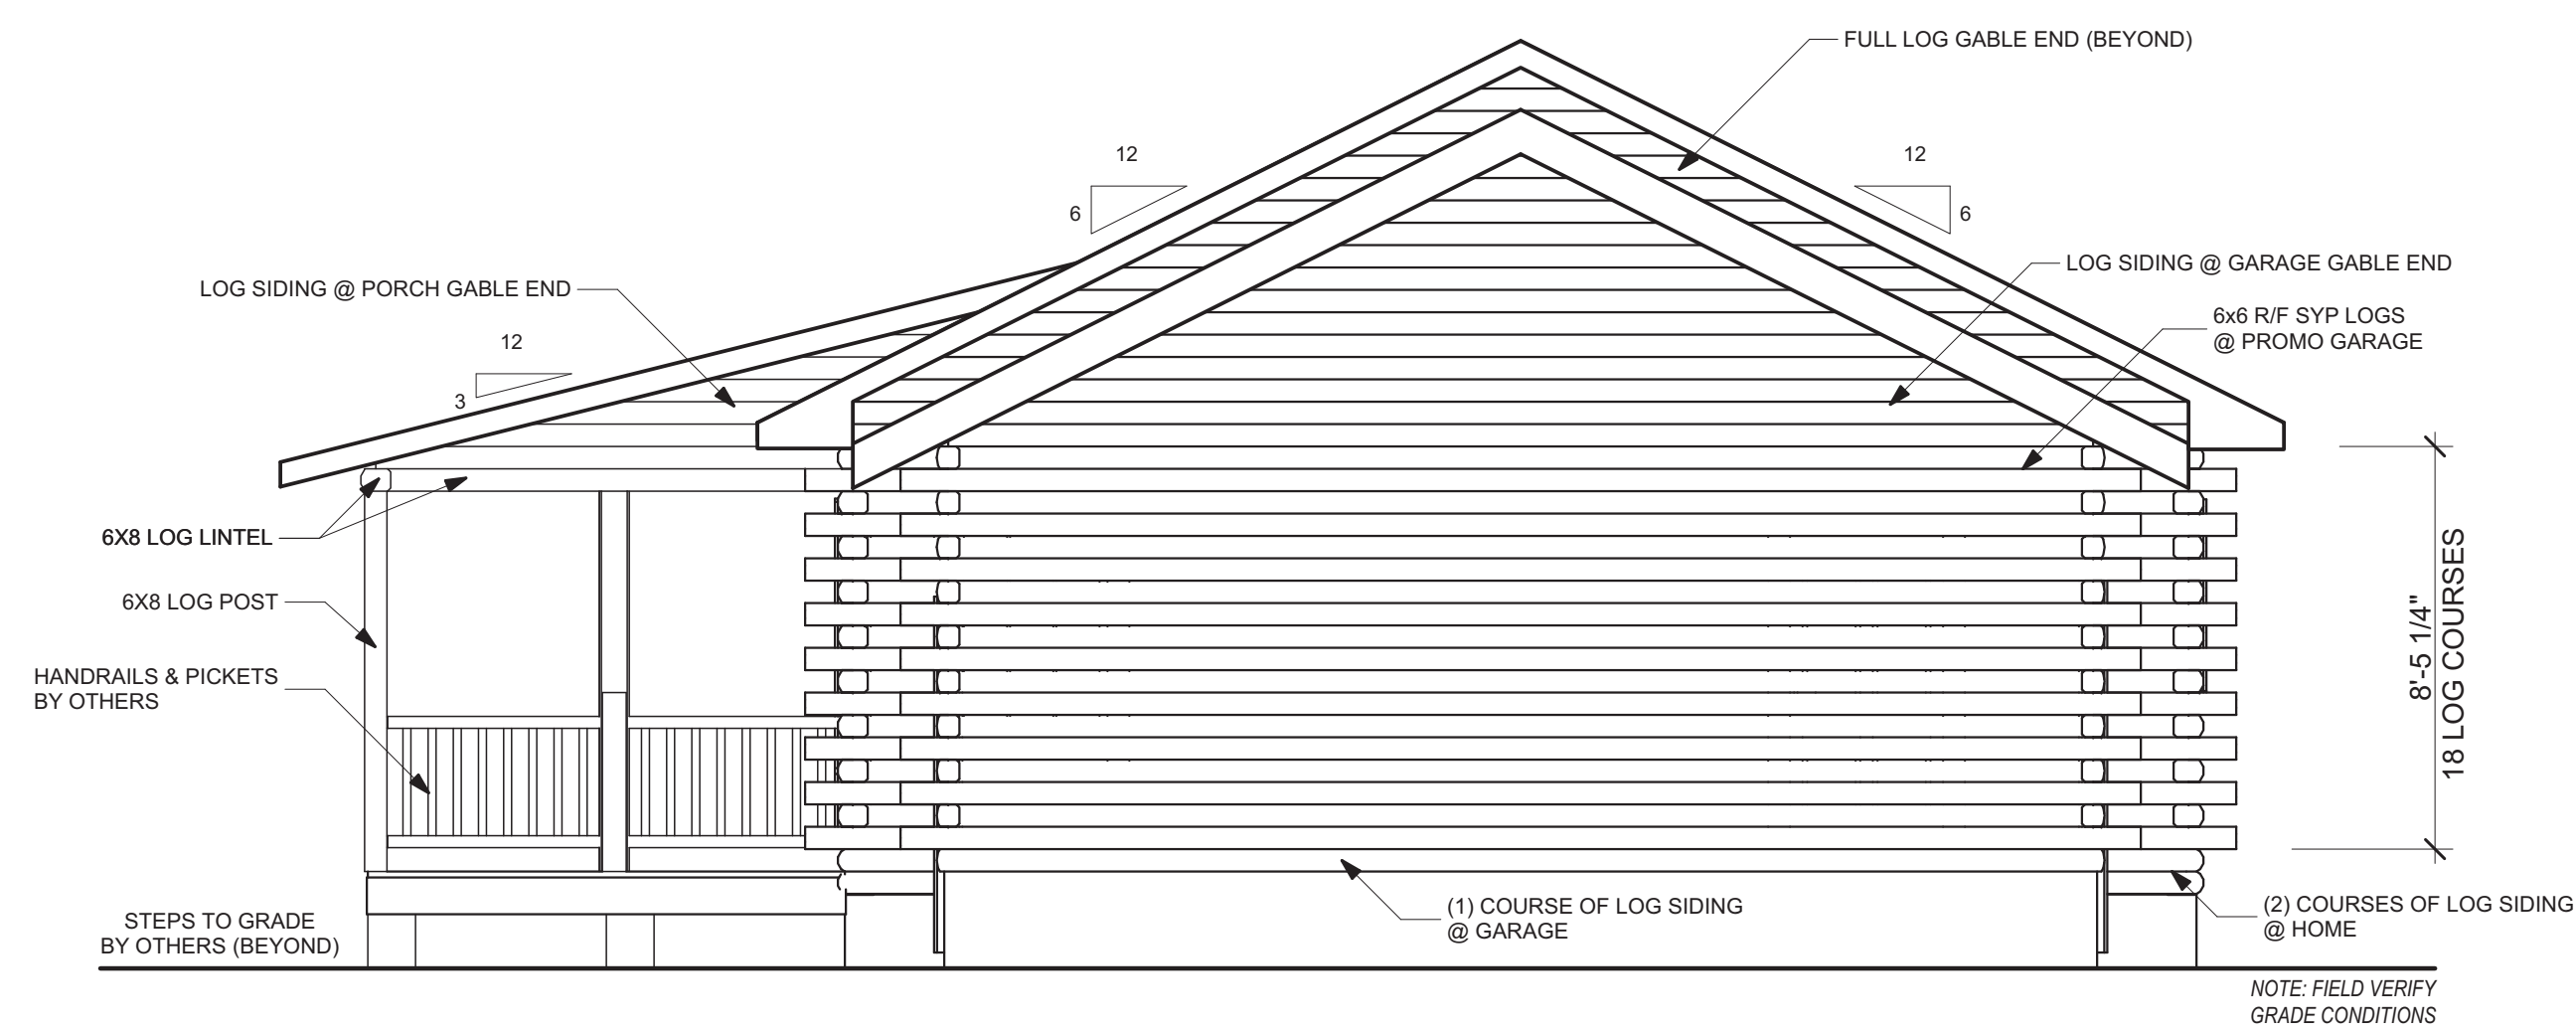 FULL LOG GABLE END (BEYOND)
12
6
12
6
LOG SIDING @ PORCH GABLE END
LOG SIDING @ GARAGE GABLE END
6x6 R/F SYP LOGS
@ PROMO GARAGE
12
3
6X8 LOG LINTEL
6X8 LOG POST
HANDRAILS & PICKETS
BY OTHERS
8'-5 1/4"
18 LOG COURSES
STEPS TO GRADE
BY OTHERS (BEYOND)
(1) COURSE OF LOG SIDING
@ GARAGE
(2) COURSES OF LOG SIDING
@ HOME
NOTE: FIELD VERIFY
GRADE CONDITIONS